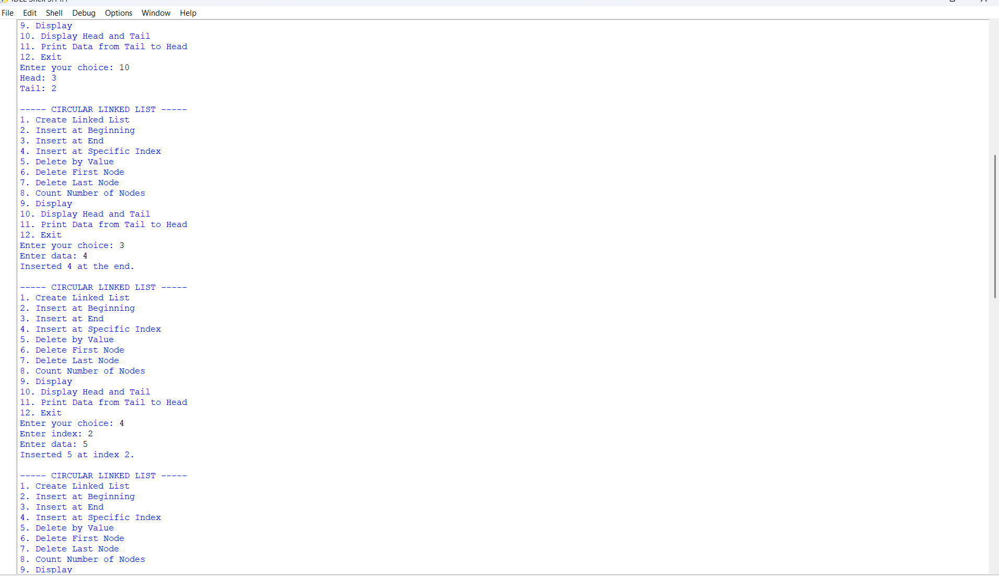 File Edit Shell Debug Options Window Help
9. Display
10. Display Head and Tail
11. Print Data from Tail to Head
12. Exit
Enter your choice: 10
Head: 3
Tail: 2
----- CIRCULAR LINKED LIST -----
1. Create Linked List
2. Insert at Beginning
3. Insert at End
4. Insert at Specific Index
5. Delete by Value
6. Delete First Node
7. Delete Last Node
8. Count Number of Nodes
9. Display
10. Display Head and Tail
11. Print Data from Tail to Head
12. Exit
Enter your choice: 3
Enter data: 4
Inserted 4 at the end.
----- CIRCULAR LINKED LIST -----
1. Create Linked List
2. Insert at Beginning
3. Insert at End
4. Insert at Specific Index
5. Delete by Value
6. Delete First Node
7. Delete Last Node
8. Count Number of Nodes
9. Display
10. Display Head and Tail
11. Print Data from Tail to Head
12. Exit
Enter your choice: 4
Enter index: 2
Enter data: 5
Inserted 5 at index 2.
----- CIRCULAR LINKED LIST -----
1. Create Linked List
2. Insert at Beginning
3. Insert at End
4. Insert at Specific Index
5. Delete by Value
6. Delete First Node
7. Delete Last Node
8. Count Number of Nodes
9. Display